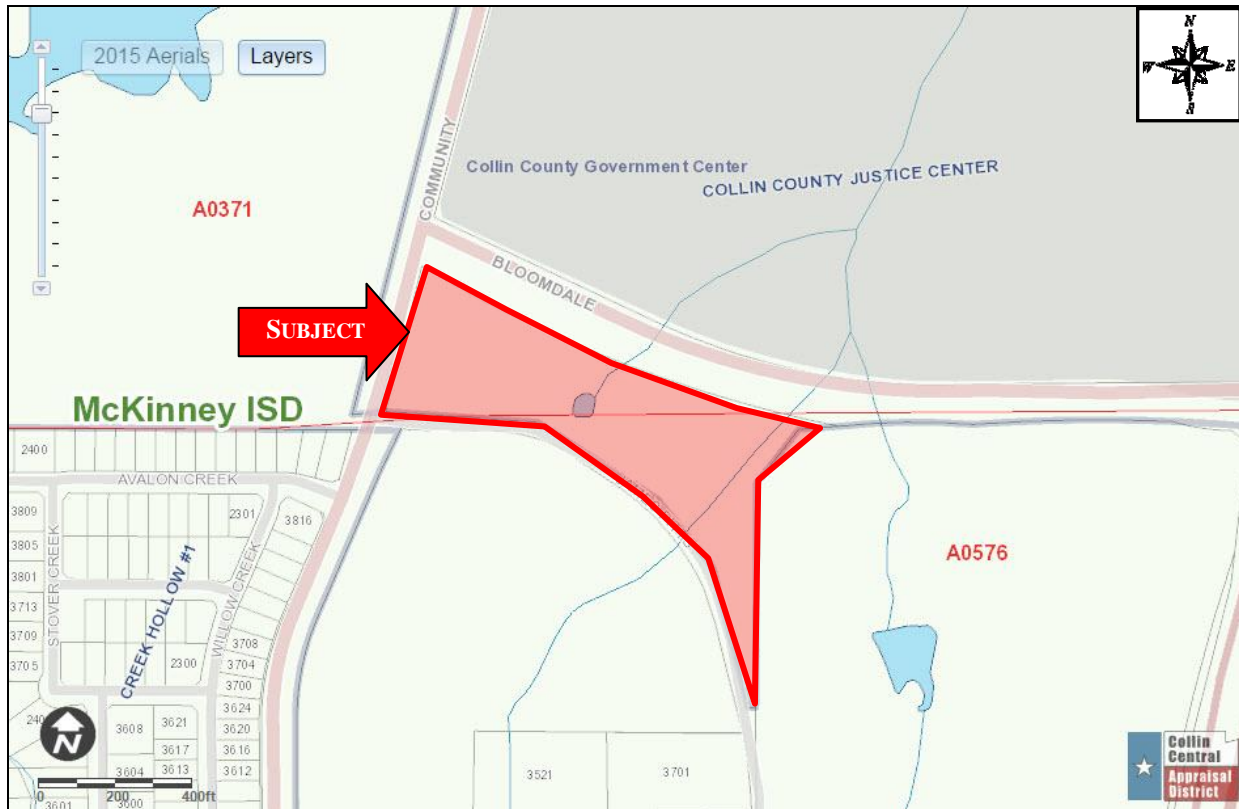 N
W
E
S
2015 Aerials
Layers
COMMUNITY
Collin County Government Center
COLLIN COUNTY JUSTICE CENTER
A0371
BLOOMDALE
SUBJECT
McKinney ISD
2400
AVALON CREEK
3809
2301
3816
3805
3801
A0576
3713
STOVER CREEK
CREEK HOLLOW #1
WILLOW CREEK
3709
3708
3705
2300
3704
3700
3624
240
3608
3621
3620
N
3617
3616
3604
3613
3612
3521
3701
0
200
400ft
3601
3600
Collin
Central
Appraisal
District